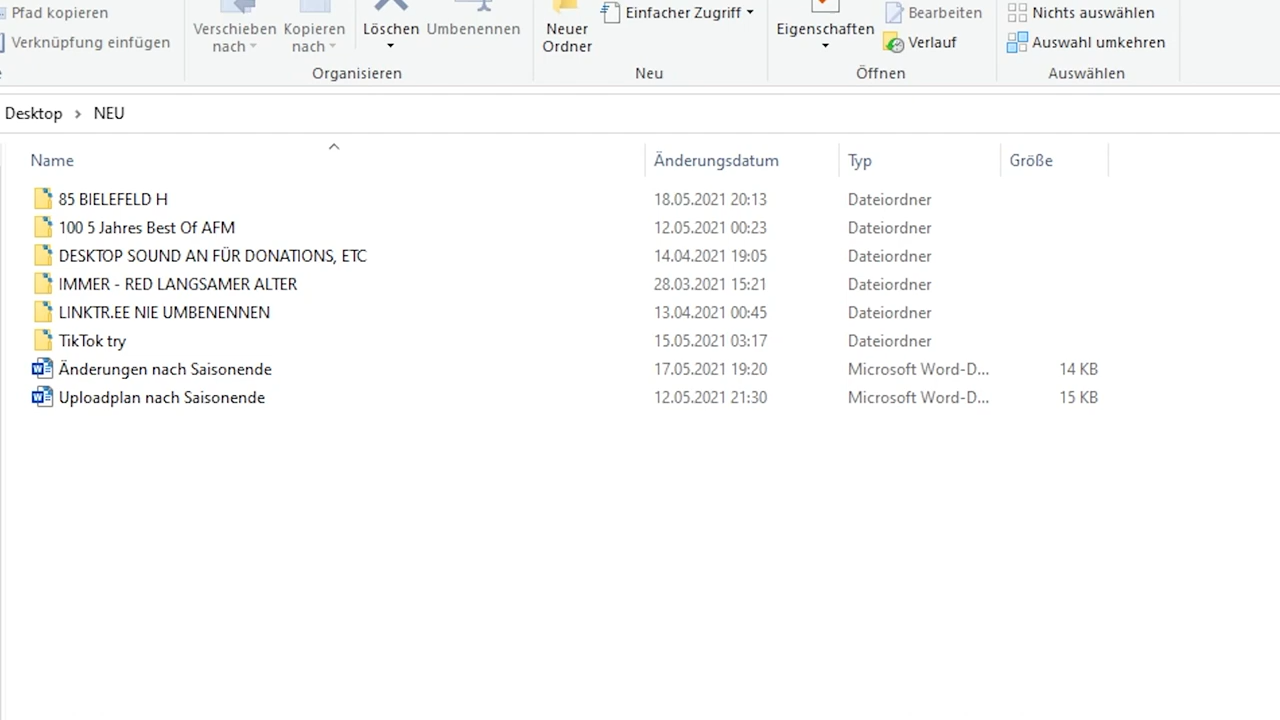 Pfad kopieren
Verknüpfung einfügen
Verschieben nach
Kopieren nach
Löschen
Umbenennen
Organisieren
Neuer Ordner
Einfacher Zugriff
Neu
Eigenschaften
Bearbeiten
Verlauf
Öffnen
Nichts auswählen
Auswahl umkehren
Auswählen
Desktop > NEU
Name Änderungsdatum Typ Größe
85 BIELEFELD H 18.05.2021 20:13 Dateiordner
100 5 Jahres Best Of AFM 12.05.2021 00:23 Dateiordner
DESKTOP SOUND AN FÜR DONATIONS, ETC 14.04.2021 19:05 Dateiordner
IMMER - RED LANGSAMER ALTER 28.03.2021 15:21 Dateiordner
LINKTR.EE NIE UMBENENNEN 13.04.2021 00:45 Dateiordner
TikTok try 15.05.2021 03:17 Dateiordner
Änderungen nach Saisonende 17.05.2021 19:20 Microsoft Word-D... 14 KB
Uploadplan nach Saisonende 12.05.2021 21:30 Microsoft Word-D... 15 KB